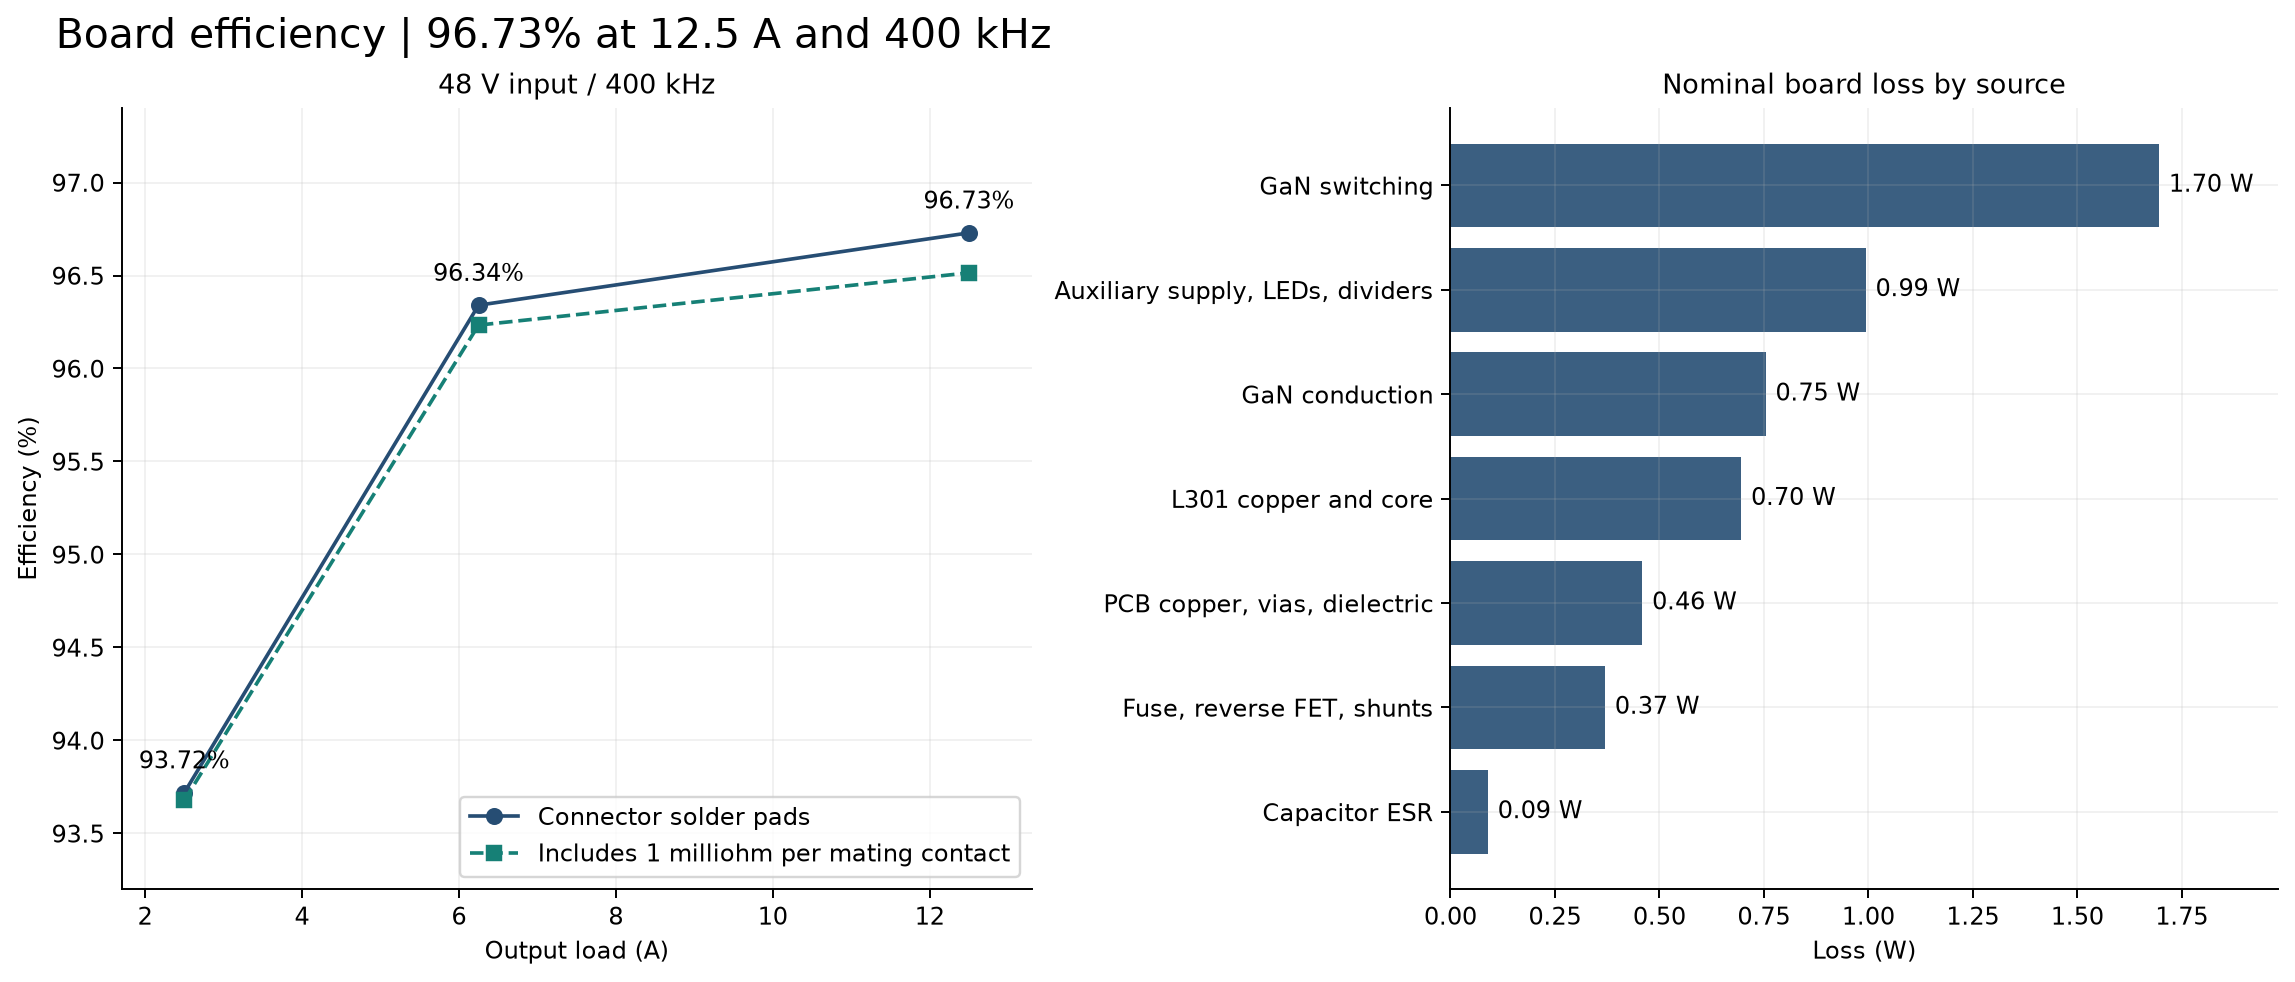 Board efficiency | 96.73% at 12.5 A and 400 kHz
48 V input / 400 kHz
Efficiency (%)
97.0
96.5
96.0
95.5
95.0
94.5
94.0
93.5
96.73%
96.34%
93.72%
Connector solder pads
Includes 1 milliohm per mating contact
2 4 6 8 10 12
Output load (A)
Nominal board loss by source
GaN switching 1.70 W
Auxiliary supply, LEDs, dividers 0.99 W
GaN conduction 0.75 W
L301 copper and core 0.70 W
PCB copper, vias, dielectric 0.46 W
Fuse, reverse FET, shunts 0.37 W
Capacitor ESR 0.09 W
0.00 0.25 0.50 0.75 1.00 1.25 1.50 1.75
Loss (W)